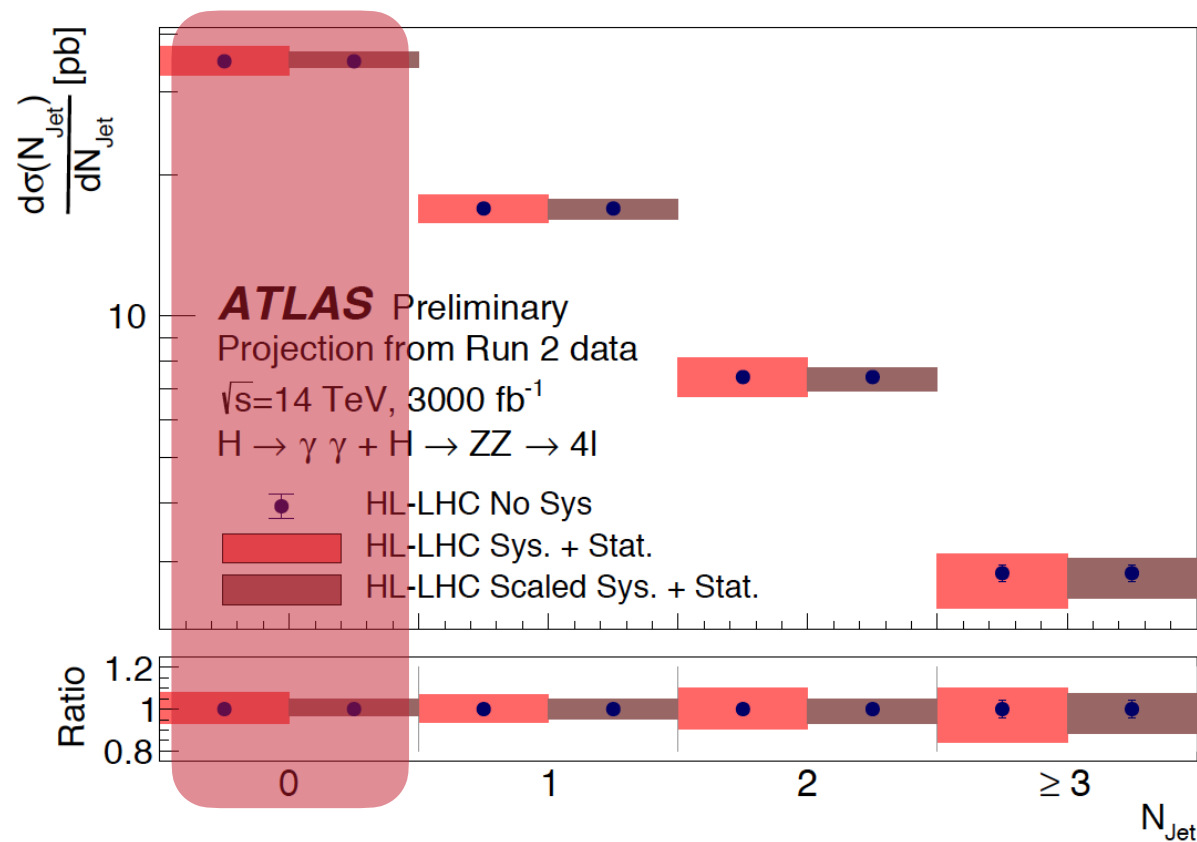 dσ(N_Jet)
dN_Jet [pb]
10
ATLAS Preliminary
Projection from Run 2 data
√s=14 TeV, 3000 fb⁻¹
H → γ γ + H → ZZ → 4l
HL-LHC No Sys
HL-LHC Sys. + Stat.
HL-LHC Scaled Sys. + Stat.
Ratio
1.2
1
0.8
0 1 2 ≥ 3
N_Jet